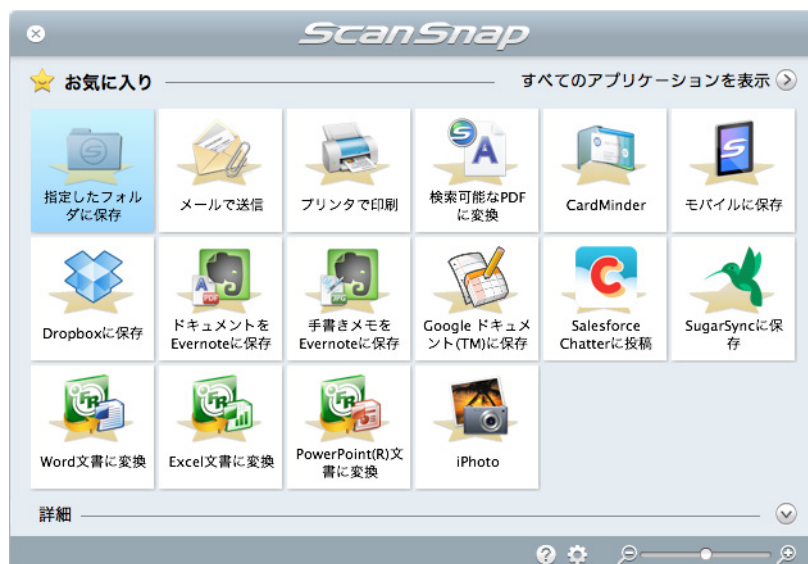 ScanSnap
お気に入り
すべてのアプリケーションを表示
指定したフォル
ダに保存
メールで送信
プリンタで印刷
検索可能なPDF
に変換
CardMinder
モバイルに保存
Dropboxに保存
ドキュメントを
Evernoteに保存
手書きメモを
Evernoteに保存
Google ドキュメ
ント(TM)に保存
Salesforce
Chatterに投稿
SugarSyncに保
存
Word文書に変換
Excel文書に変換
PowerPoint(R)文
書に変換
iPhoto
詳細